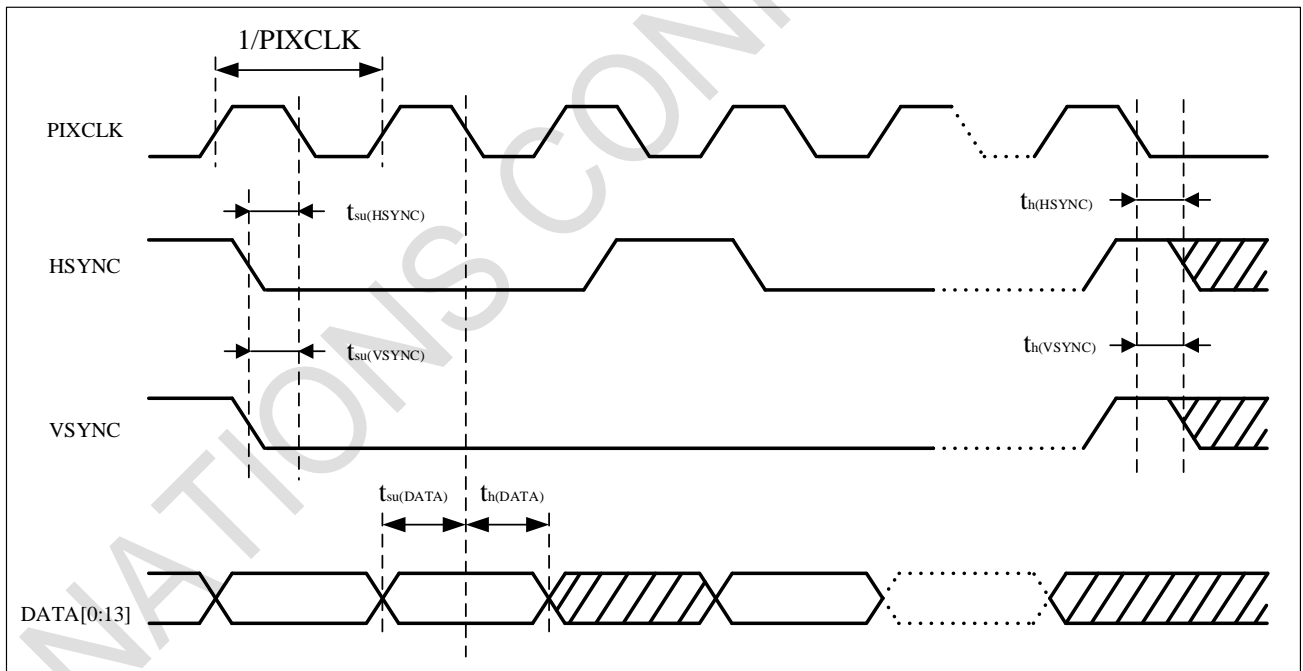 1/PIXCLK
PIXCLK
tsu(HSYNC)
th(HSYNC)
HSYNC
tsu(VSYNC)
th(VSYNC)
VSYNC
tsu(DATA)
th(DATA)
DATA[0:13]
NATIONS